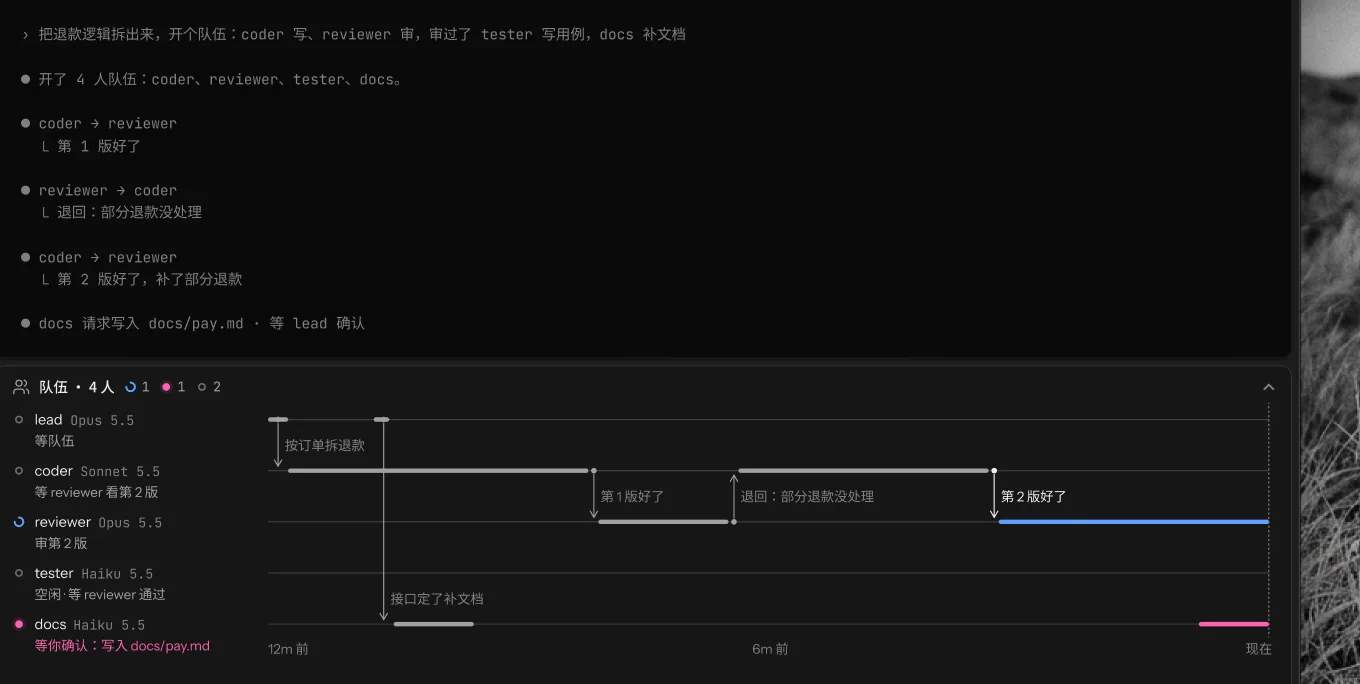 › 把退款逻辑拆出来，开个队伍：coder 写、reviewer 审，审过了 tester 写用例，docs 补文档
● 开了 4 人队伍：coder、reviewer、tester、docs。
● coder → reviewer
└ 第 1 版好了
● reviewer → coder
└ 退回：部分退款没处理
● coder → reviewer
└ 第 2 版好了，补了部分退款
● docs 请求写入 docs/pay.md · 等 lead 确认
队伍 · 4 人 1 1 2
lead Opus 5.5
等队伍
按订单拆退款
coder Sonnet 5.5
等 reviewer 看第 2 版
第 1 版好了
退回：部分退款没处理
第 2 版好了
reviewer Opus 5.5
审第 2 版
tester Haiku 5.5
空闲 · 等 reviewer 通过
接口定了补文档
docs Haiku 5.5
等你确认：写入 docs/pay.md
12m 前
6m 前
现在